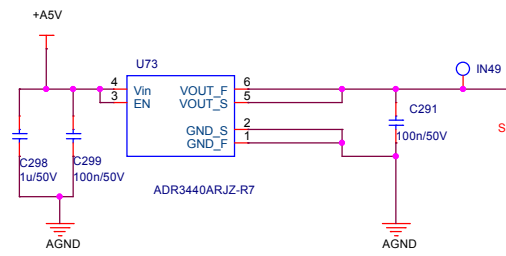 +A5V
U73
IN49
4 Vin VOUT_F 6
3 EN VOUT_S 5
C291
GND_S 2
100n/50V
S
GND_F 1
C298 C299
1u/50V 100n/50V
ADR3440ARJZ-R7
AGND AGND